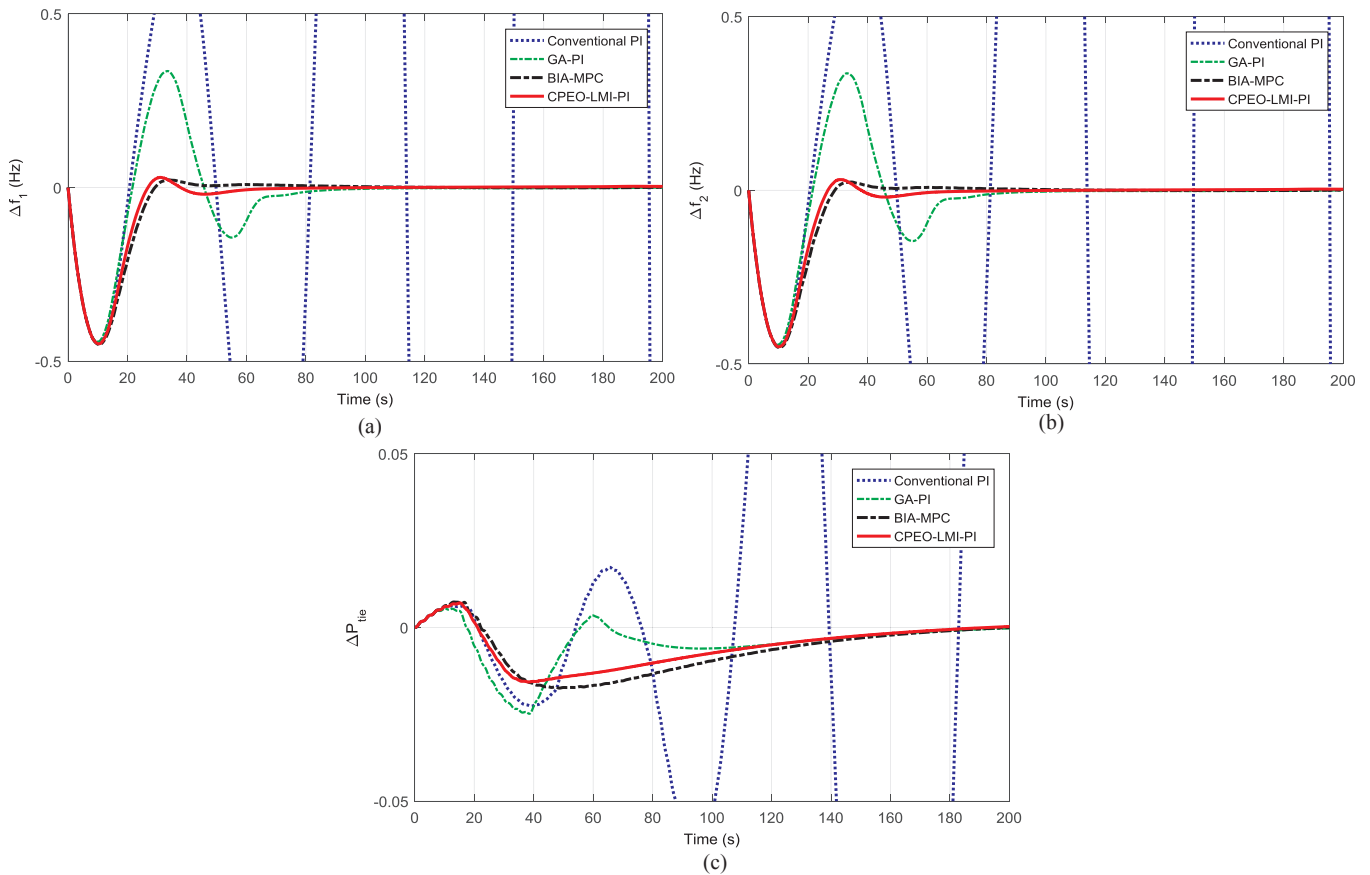 0.5
0
-0.5
Δf1 (Hz)
Conventional PI
GA-PI
BIA-MPC
CPEO-LMI-PI
0 20 40 60 80 100 120 140 160 180 200
Time (s)
(a)
0.5
0
-0.5
Δf2 (Hz)
Conventional PI
GA-PI
BIA-MPC
CPEO-LMI-PI
0 20 40 60 80 100 120 140 160 180 200
Time (s)
(b)
0.05
0
-0.05
ΔPtie
Conventional PI
GA-PI
BIA-MPC
CPEO-LMI-PI
0 20 40 60 80 100 120 140 160 180 200
Time (s)
(c)